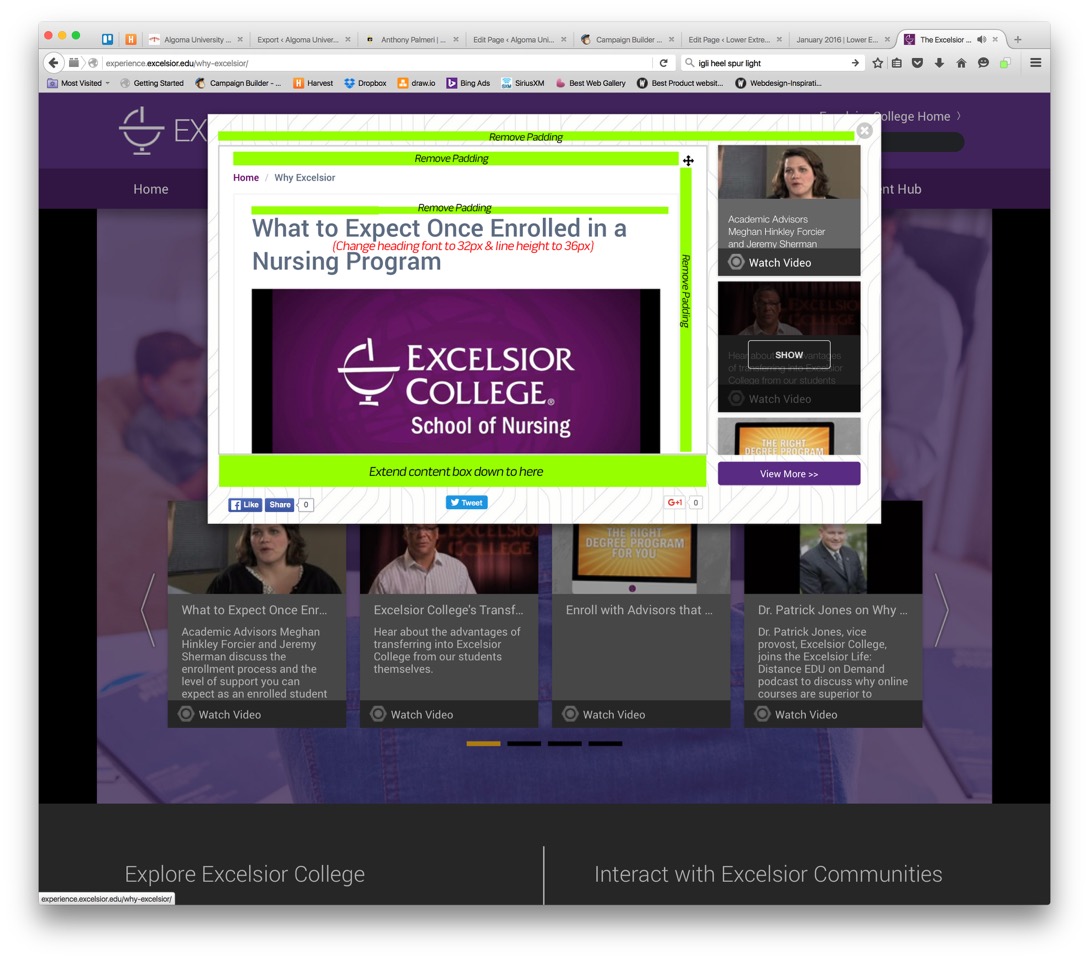 Algoma University ...
Export ‹ Algoma Univer...
Anthony Palmeri | ...
Edit Page ‹ Algoma Uni...
Campaign Builder ...
Edit Page ‹ Lower Extre...
January 2016 | Lower E...
The Excelsior ...
experience.excelsior.edu/why-excelsior/
igli heel spur light
Most Visited
Getting Started
Campaign Builder - ...
Harvest
Dropbox
draw.io
Bing Ads
SiriusXM
Best Web Gallery
Best Product websit...
Webdesign-Inspirati...
EX
College Home 〉
Home
ent Hub
Remove Padding
Remove Padding
Home / Why Excelsior
Remove Padding
What to Expect Once Enrolled in a
(Change heading font to 32px & line height to 36px)
Nursing Program
Remove Padding
EXCELSIOR
COLLEGE®
School of Nursing
Extend content box down to here
Like
Share
0
Tweet
G+1
0
Academic Advisors
Meghan Hinkley Forcier
and Jeremy Sherman
Watch Video
SHOW
Hear about the advantages
of transferring into Excelsior
College from our students
Watch Video
THE RIGHT
DEGREE PROGRAM
View More >>
What to Expect Once Enr...
Academic Advisors Meghan
Hinkley Forcier and Jeremy
Sherman discuss the
enrollment process and the
level of support you can
expect as an enrolled student
Watch Video
COLLEGE
Excelsior College's Transf...
Hear about the advantages of
transferring into Excelsior
College from our students
themselves.
Watch Video
RIGHT
DEGREE PROGRAM
FOR YOU
Enroll with Advisors that ...
Watch Video
Dr. Patrick Jones on Why ...
Dr. Patrick Jones, vice
provost, Excelsior College,
joins the Excelsior Life:
Distance EDU on Demand
podcast to discuss why online
courses are superior to
Watch Video
Explore Excelsior College
Interact with Excelsior Communities
experience.excelsior.edu/why-excelsior/